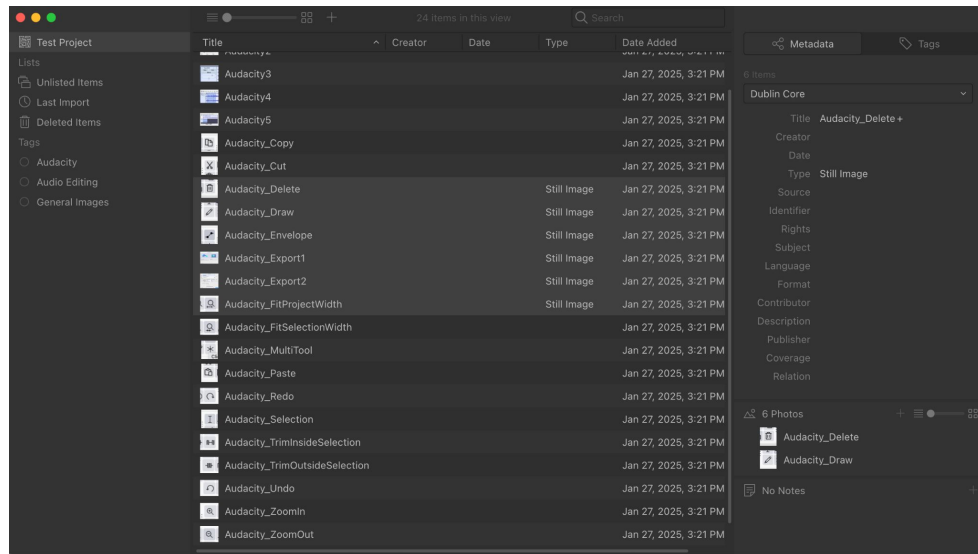 24 items in this view
Search
Test Project
Lists
Unlisted Items
Last Import
Deleted Items
Tags
Audacity
Audio Editing
General Images
Title Creator Date Type Date Added
Audacity2 Jan 27, 2025, 3:21 PM
Audacity3 Jan 27, 2025, 3:21 PM
Audacity4 Jan 27, 2025, 3:21 PM
Audacity5 Jan 27, 2025, 3:21 PM
Audacity_Copy Jan 27, 2025, 3:21 PM
Audacity_Cut Jan 27, 2025, 3:21 PM
Audacity_Delete Still Image Jan 27, 2025, 3:21 PM
Audacity_Draw Still Image Jan 27, 2025, 3:21 PM
Audacity_Envelope Still Image Jan 27, 2025, 3:21 PM
Audacity_Export1 Still Image Jan 27, 2025, 3:21 PM
Audacity_Export2 Still Image Jan 27, 2025, 3:21 PM
Audacity_FitProjectWidth Still Image Jan 27, 2025, 3:21 PM
Audacity_FitSelectionWidth Jan 27, 2025, 3:21 PM
Audacity_MultiTool Jan 27, 2025, 3:21 PM
Audacity_Paste Jan 27, 2025, 3:21 PM
Audacity_Redo Jan 27, 2025, 3:21 PM
Audacity_Selection Jan 27, 2025, 3:21 PM
Audacity_TrimInsideSelection Jan 27, 2025, 3:21 PM
Audacity_TrimOutsideSelection Jan 27, 2025, 3:21 PM
Audacity_Undo Jan 27, 2025, 3:21 PM
Audacity_ZoomIn Jan 27, 2025, 3:21 PM
Audacity_ZoomOut Jan 27, 2025, 3:21 PM
Metadata Tags
6 items
Dublin Core
Title Audacity_Delete+
Creator
Date
Type Still Image
Source
Identifier
Rights
Subject
Language
Format
Contributor
Description
Publisher
Coverage
Relation
6 Photos
Audacity_Delete
Audacity_Draw
No Notes